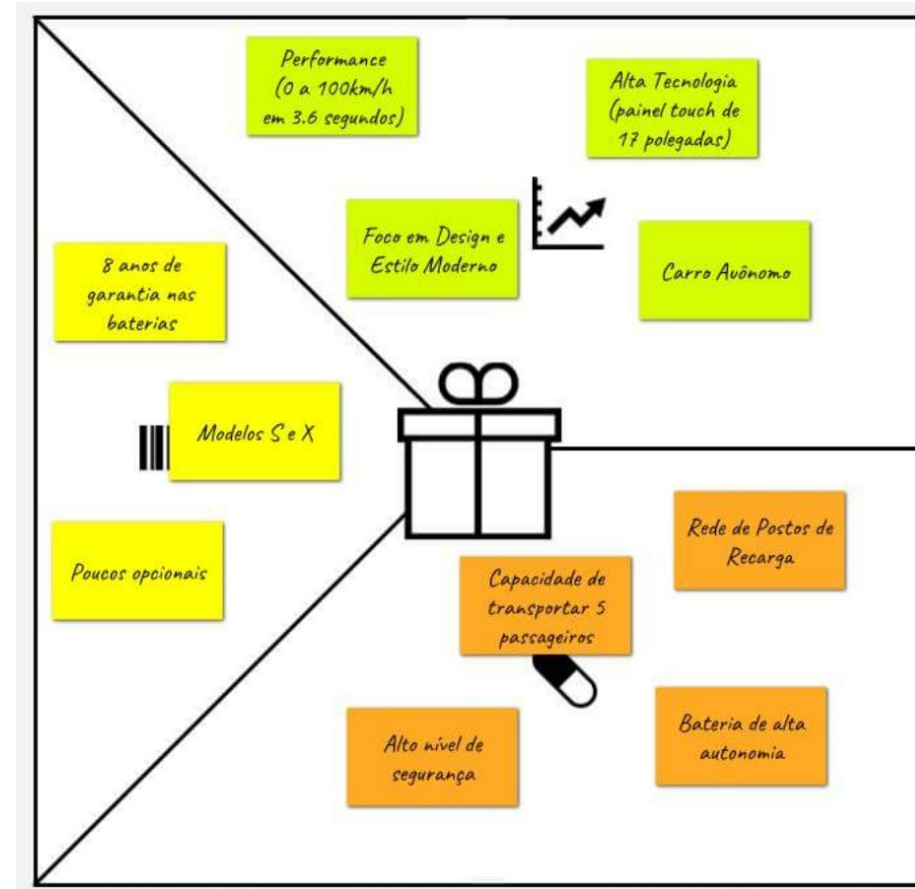 Performance
(0 a 100km/h
em 3.6 segundos)
Alta Tecnologia
(painel touch de
17 polegadas)
Foco em Design e
Estilo Moderno
Carro Auônomo
8 anos de
garantia nas
baterias
Modelos S e X
Poucos opcionais
Rede de Postos de
Recarga
Capacidade de
transportar 5
passageiros
Alto nível de
segurança
Bateria de alta
autonomia